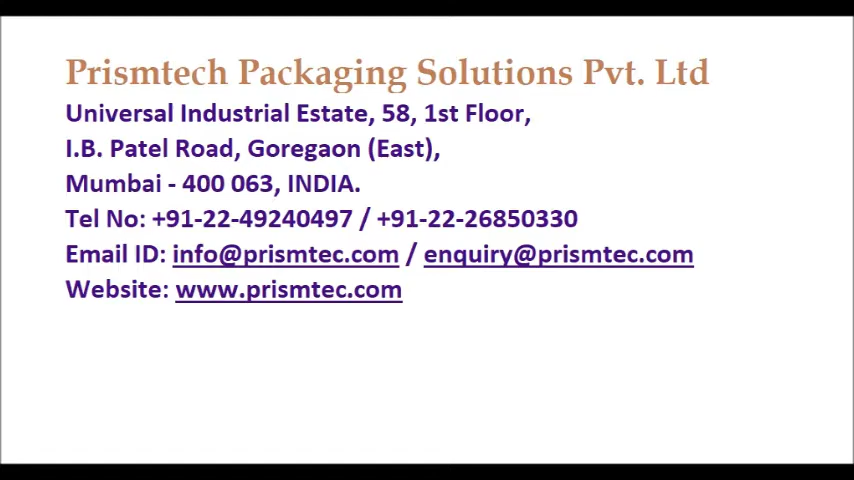 Prismtech Packaging Solutions Pvt. Ltd
Universal Industrial Estate, 58, 1st Floor,
I.B. Patel Road, Goregaon (East),
Mumbai - 400 063, INDIA.
Tel No: +91-22-49240497 / +91-22-26850330
Email ID: info@prismtec.com / enquiry@prismtec.com
Website: www.prismtec.com